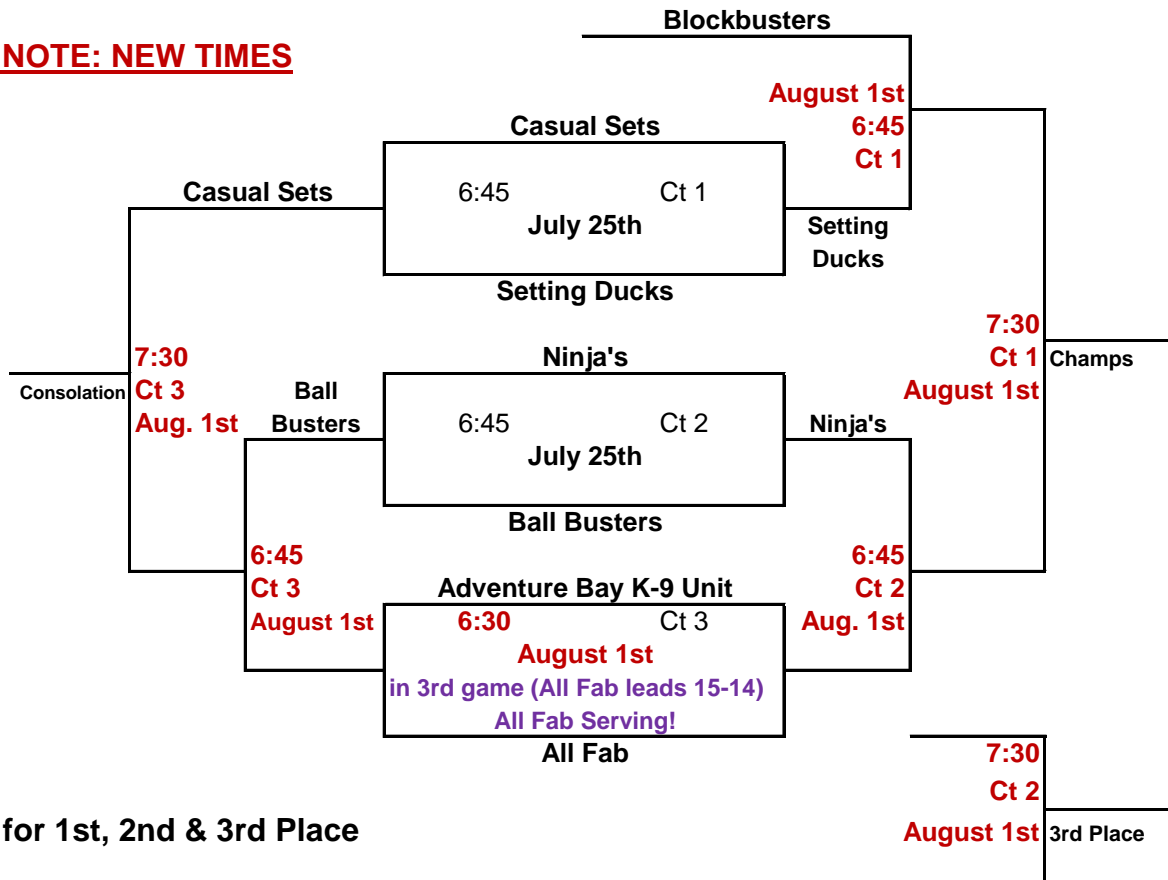 Blockbusters
NOTE: NEW TIMES
August 1st
6:45
Ct 1
Casual Sets
Casual Sets
6:45 Ct 1
July 25th
Setting
Ducks
Setting Ducks
7:30
Ct 1
August 1st
Champs
Ninja's
7:30
Ct 3
Aug. 1st
Consolation
Ball
Busters
6:45 Ct 2
July 25th
Ninja's
Ball Busters
6:45
Ct 3
August 1st
6:45
Ct 2
Aug. 1st
Adventure Bay K-9 Unit
6:30 Ct 3
August 1st
in 3rd game (All Fab leads 15-14)
All Fab Serving!
All Fab
7:30
Ct 2
August 1st
3rd Place
for 1st, 2nd & 3rd Place